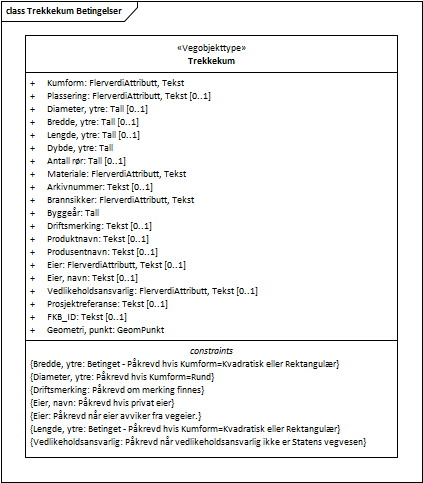 class Trekkekum Betingelser
«Vegobjekttype»
Trekkekum
+ Kumform: FlerverdiAttributt, Tekst
+ Plassering: FlerverdiAttributt, Tekst [0..1]
+ Diameter, ytre: Tall [0..1]
+ Bredde, ytre: Tall [0..1]
+ Lengde, ytre: Tall [0..1]
+ Dybde, ytre: Tall
+ Antall rør: Tall [0..1]
+ Materiale: FlerverdiAttributt, Tekst
+ Arkivnummer: Tekst [0..1]
+ Brannsikker: FlerverdiAttributt, Tekst
+ Byggeår: Tall
+ Driftsmerking: Tekst [0..1]
+ Produktnavn: Tekst [0..1]
+ Produsentnavn: Tekst [0..1]
+ Eier: FlerverdiAttributt, Tekst [0..1]
+ Eier, navn: Tekst [0..1]
+ Vedlikeholdsansvarlig: FlerverdiAttributt, Tekst [0..1]
+ Prosjektreferanse: Tekst [0..1]
+ FKB_ID: Tekst [0..1]
+ Geometri, punkt: GeomPunkt
constraints
{Bredde, ytre: Betinget - Påkrevd hvis Kumform=Kvadratisk eller Rektangulær}
{Diameter, ytre: Påkrevd hvis Kumform=Rund}
{Driftsmerking: Påkrevd om merking finnes}
{Eier, navn: Påkrevd hvis privat eier}
{Eier: Påkrevd når eier avviker fra vegeier.}
{Lengde, ytre: Betinget - Påkrevd hvis Kumform=Kvadratisk eller Rektangulær}
{Vedlikeholdsansvarlig: Påkrevd når vedlikeholdsansvarlig ikke er Statens vegvesen}